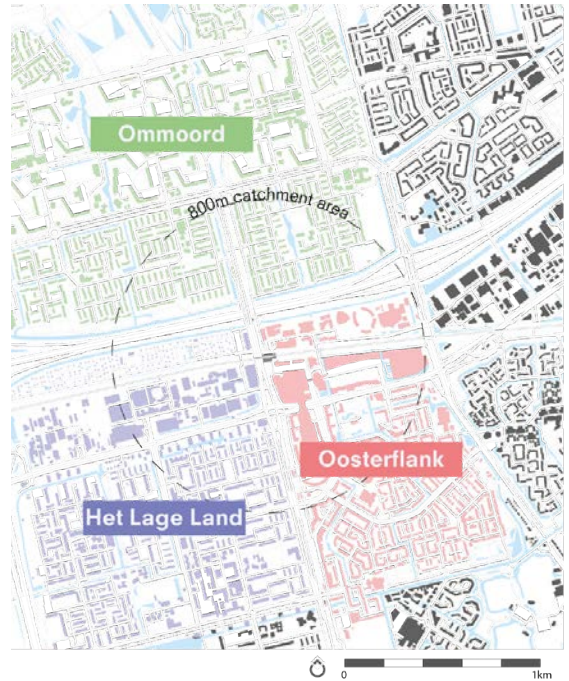 Ommoord
800m catchment area
Oosterflank
Het Lage Land
0 1km